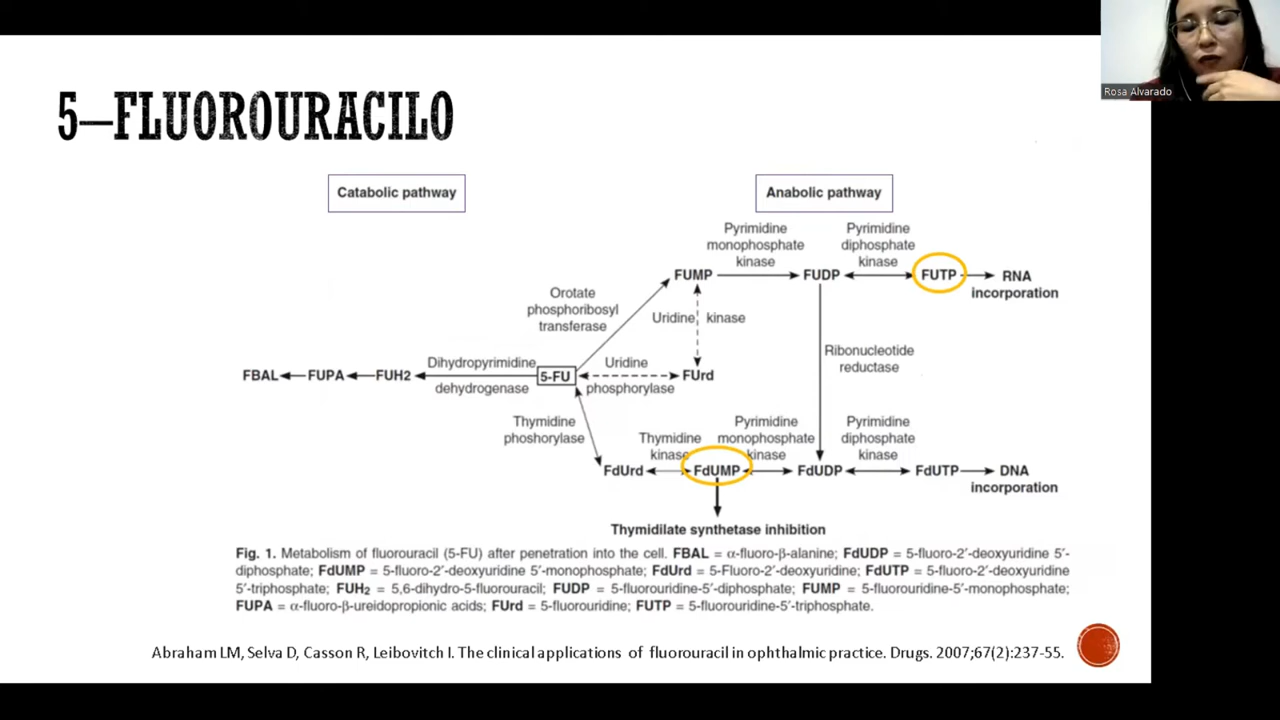 Rosa Alvarado
5–FLUOROURACILO
Catabolic pathway
Anabolic pathway
Pyrimidine
monophosphate
kinase
Pyrimidine
diphosphate
kinase
FUMP
FUDP
FUTP
RNA
incorporation
Orotate
phosphoribosyl
transferase
Uridine kinase
Ribonucleotide
reductase
FBAL
FUPA
FUH2
Dihydropyrimidine
dehydrogenase
5-FU
Uridine
phosphorylase
FUrd
Thymidine
phoshorylase
Thymidine
kinase
Pyrimidine
monophosphate
kinase
Pyrimidine
diphosphate
kinase
FdUrd
FdUMP
FdUDP
FdUTP
DNA
incorporation
Thymidilate synthetase inhibition
Fig. 1. Metabolism of fluorouracil (5-FU) after penetration into the cell. FBAL = α-fluoro-β-alanine; FdUDP = 5-fluoro-2′-deoxyuridine 5′-
diphosphate; FdUMP = 5-fluoro-2′-deoxyuridine 5′-monophosphate; FdUrd = 5-Fluoro-2′-deoxyuridine; FdUTP = 5-fluoro-2′-deoxyuridine
5′-triphosphate; FUH2 = 5,6-dihydro-5-fluorouracil; FUDP = 5-fluorouridine-5′-diphosphate; FUMP = 5-fluorouridine-5′-monophosphate;
FUPA = α-fluoro-β-ureidopropionic acids; FUrd = 5-fluorouridine; FUTP = 5-fluorouridine-5′-triphosphate.
Abraham LM, Selva D, Casson R, Leibovitch I. The clinical applications of fluorouracil in ophthalmic practice. Drugs. 2007;67(2):237-55.